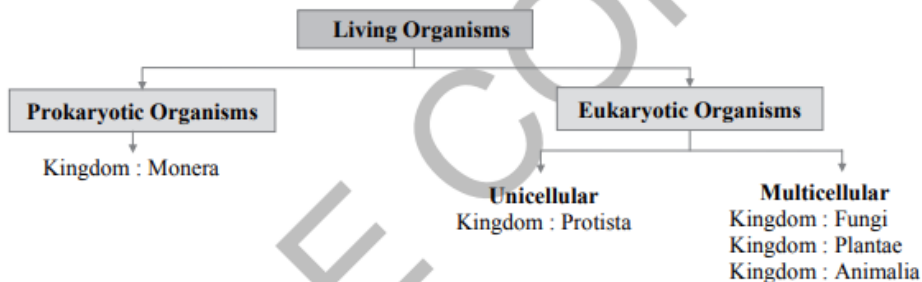 Living Organisms
Prokaryotic Organisms
Eukaryotic Organisms
Kingdom : Monera
Unicellular
Kingdom : Protista
Multicellular
Kingdom : Fungi
Kingdom : Plantae
Kingdom : Animalia